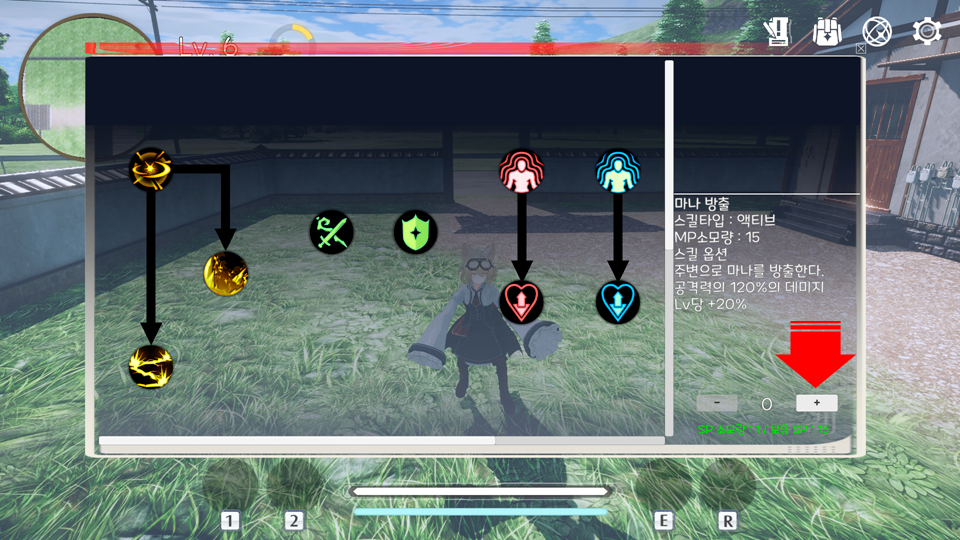 Lv. 6
마나 방출
스킬타입 : 액티브
MP소모량 : 15
스킬 옵션
주변으로 마나를 방출한다.
공격력의 120%의 데미지
Lv당 +20%
- 0 +
1 2 E R